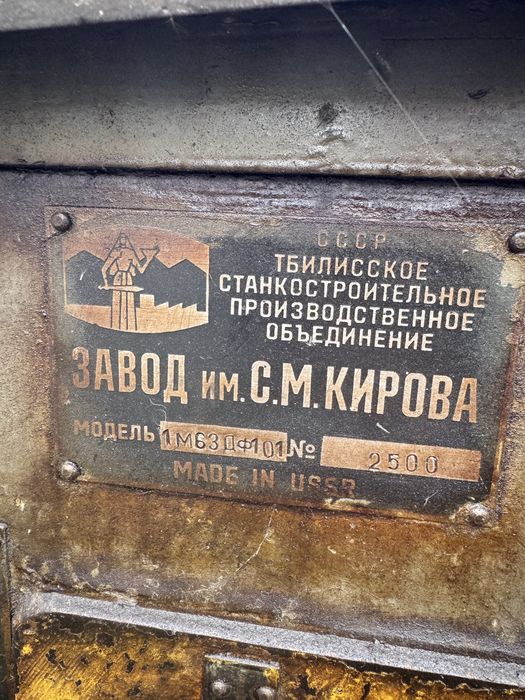 СССР
ТБИЛИССКОЕ
СТАНКОСТРОИТЕЛЬНОЕ
ПРОИЗВОДСТВЕННОЕ
ОБЪЕДИНЕНИЕ
ЗАВОД ИМ. С.М. КИРОВА
МОДЕЛЬ 1М63ДФ101 № 2500
MADE IN USSR